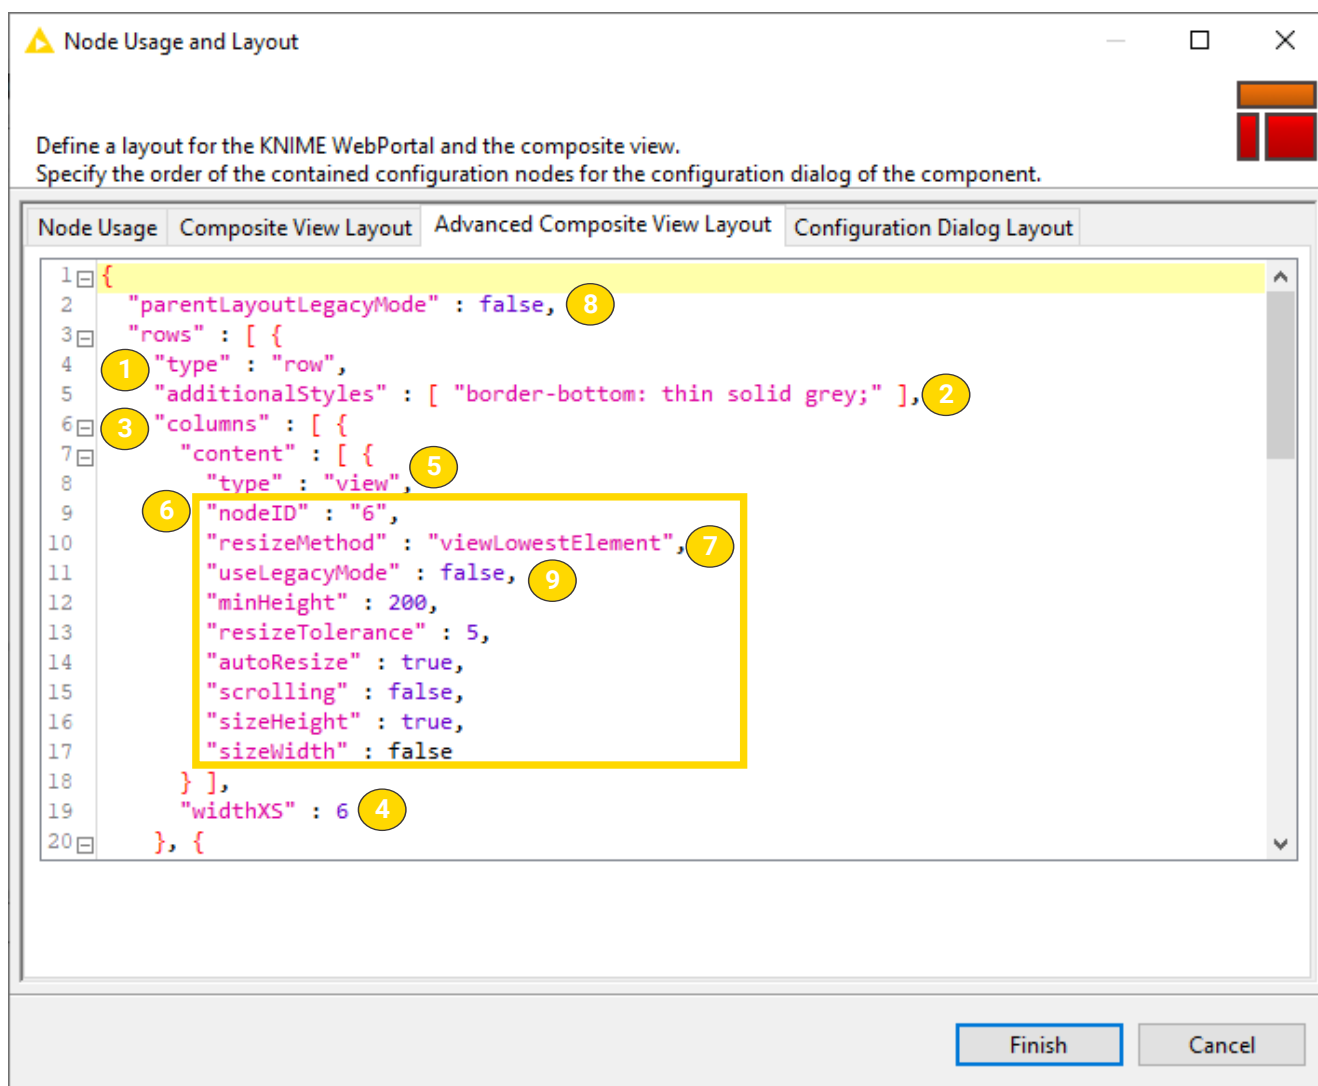 Node Usage and Layout
Define a layout for the KNIME WebPortal and the composite view.
Specify the order of the contained configuration nodes for the configuration dialog of the component.
Node Usage Composite View Layout Advanced Composite View Layout Configuration Dialog Layout
1 {
2 "parentLayoutLegacyMode" : false, 8
3 "rows" : [ {
4 1 "type" : "row",
5 "additionalStyles" : [ "border-bottom: thin solid grey;" ], 2
6 3 "columns" : [ {
7 "content" : [ {
8 "type" : "view", 5
9 6 "nodeID" : "6",
10 "resizeMethod" : "viewLowestElement", 7
11 "useLegacyMode" : false, 9
12 "minHeight" : 200,
13 "resizeTolerance" : 5,
14 "autoResize" : true,
15 "scrolling" : false,
16 "sizeHeight" : true,
17 "sizeWidth" : false
18 } ],
19 "widthXS" : 6 4
20 }, {
Finish Cancel